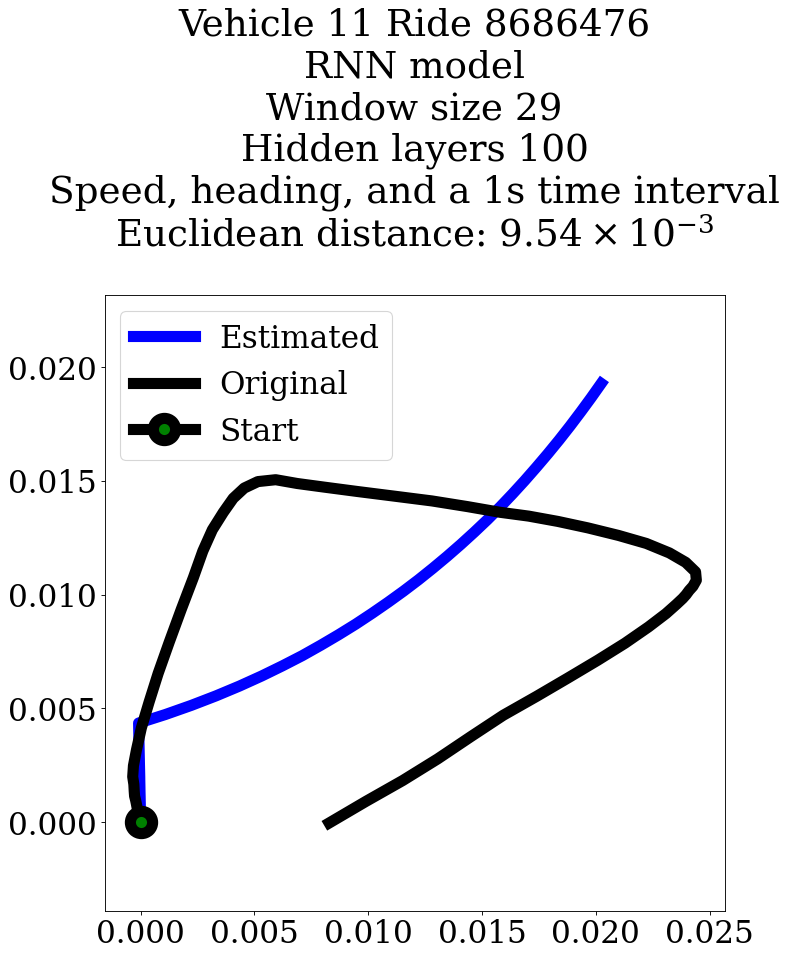 Vehicle 11 Ride 8686476
RNN model
Window size 29
Hidden layers 100
Speed, heading, and a 1s time interval
Euclidean distance: 9.54 × 10⁻³
Estimated
Original
Start
0.020
0.015
0.010
0.005
0.000
0.000 0.005 0.010 0.015 0.020 0.025